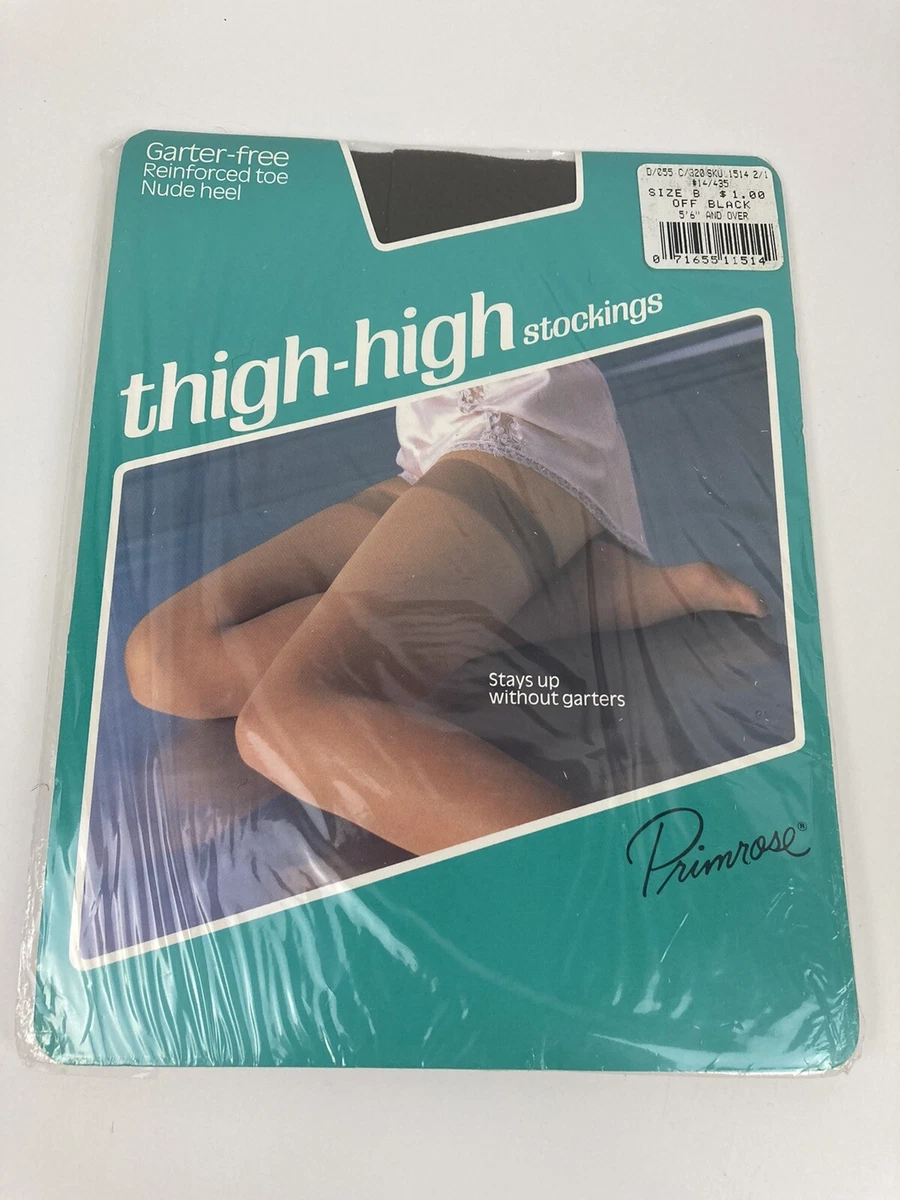 Garter-free
Reinforced toe
Nude heel
D/055 C/320 SKU 1514 2/1
#14/435
SIZE B $1.00
OFF BLACK
5'6" AND OVER
0 71655 11514
thigh-high stockings
Stays up
without garters
Primrose®